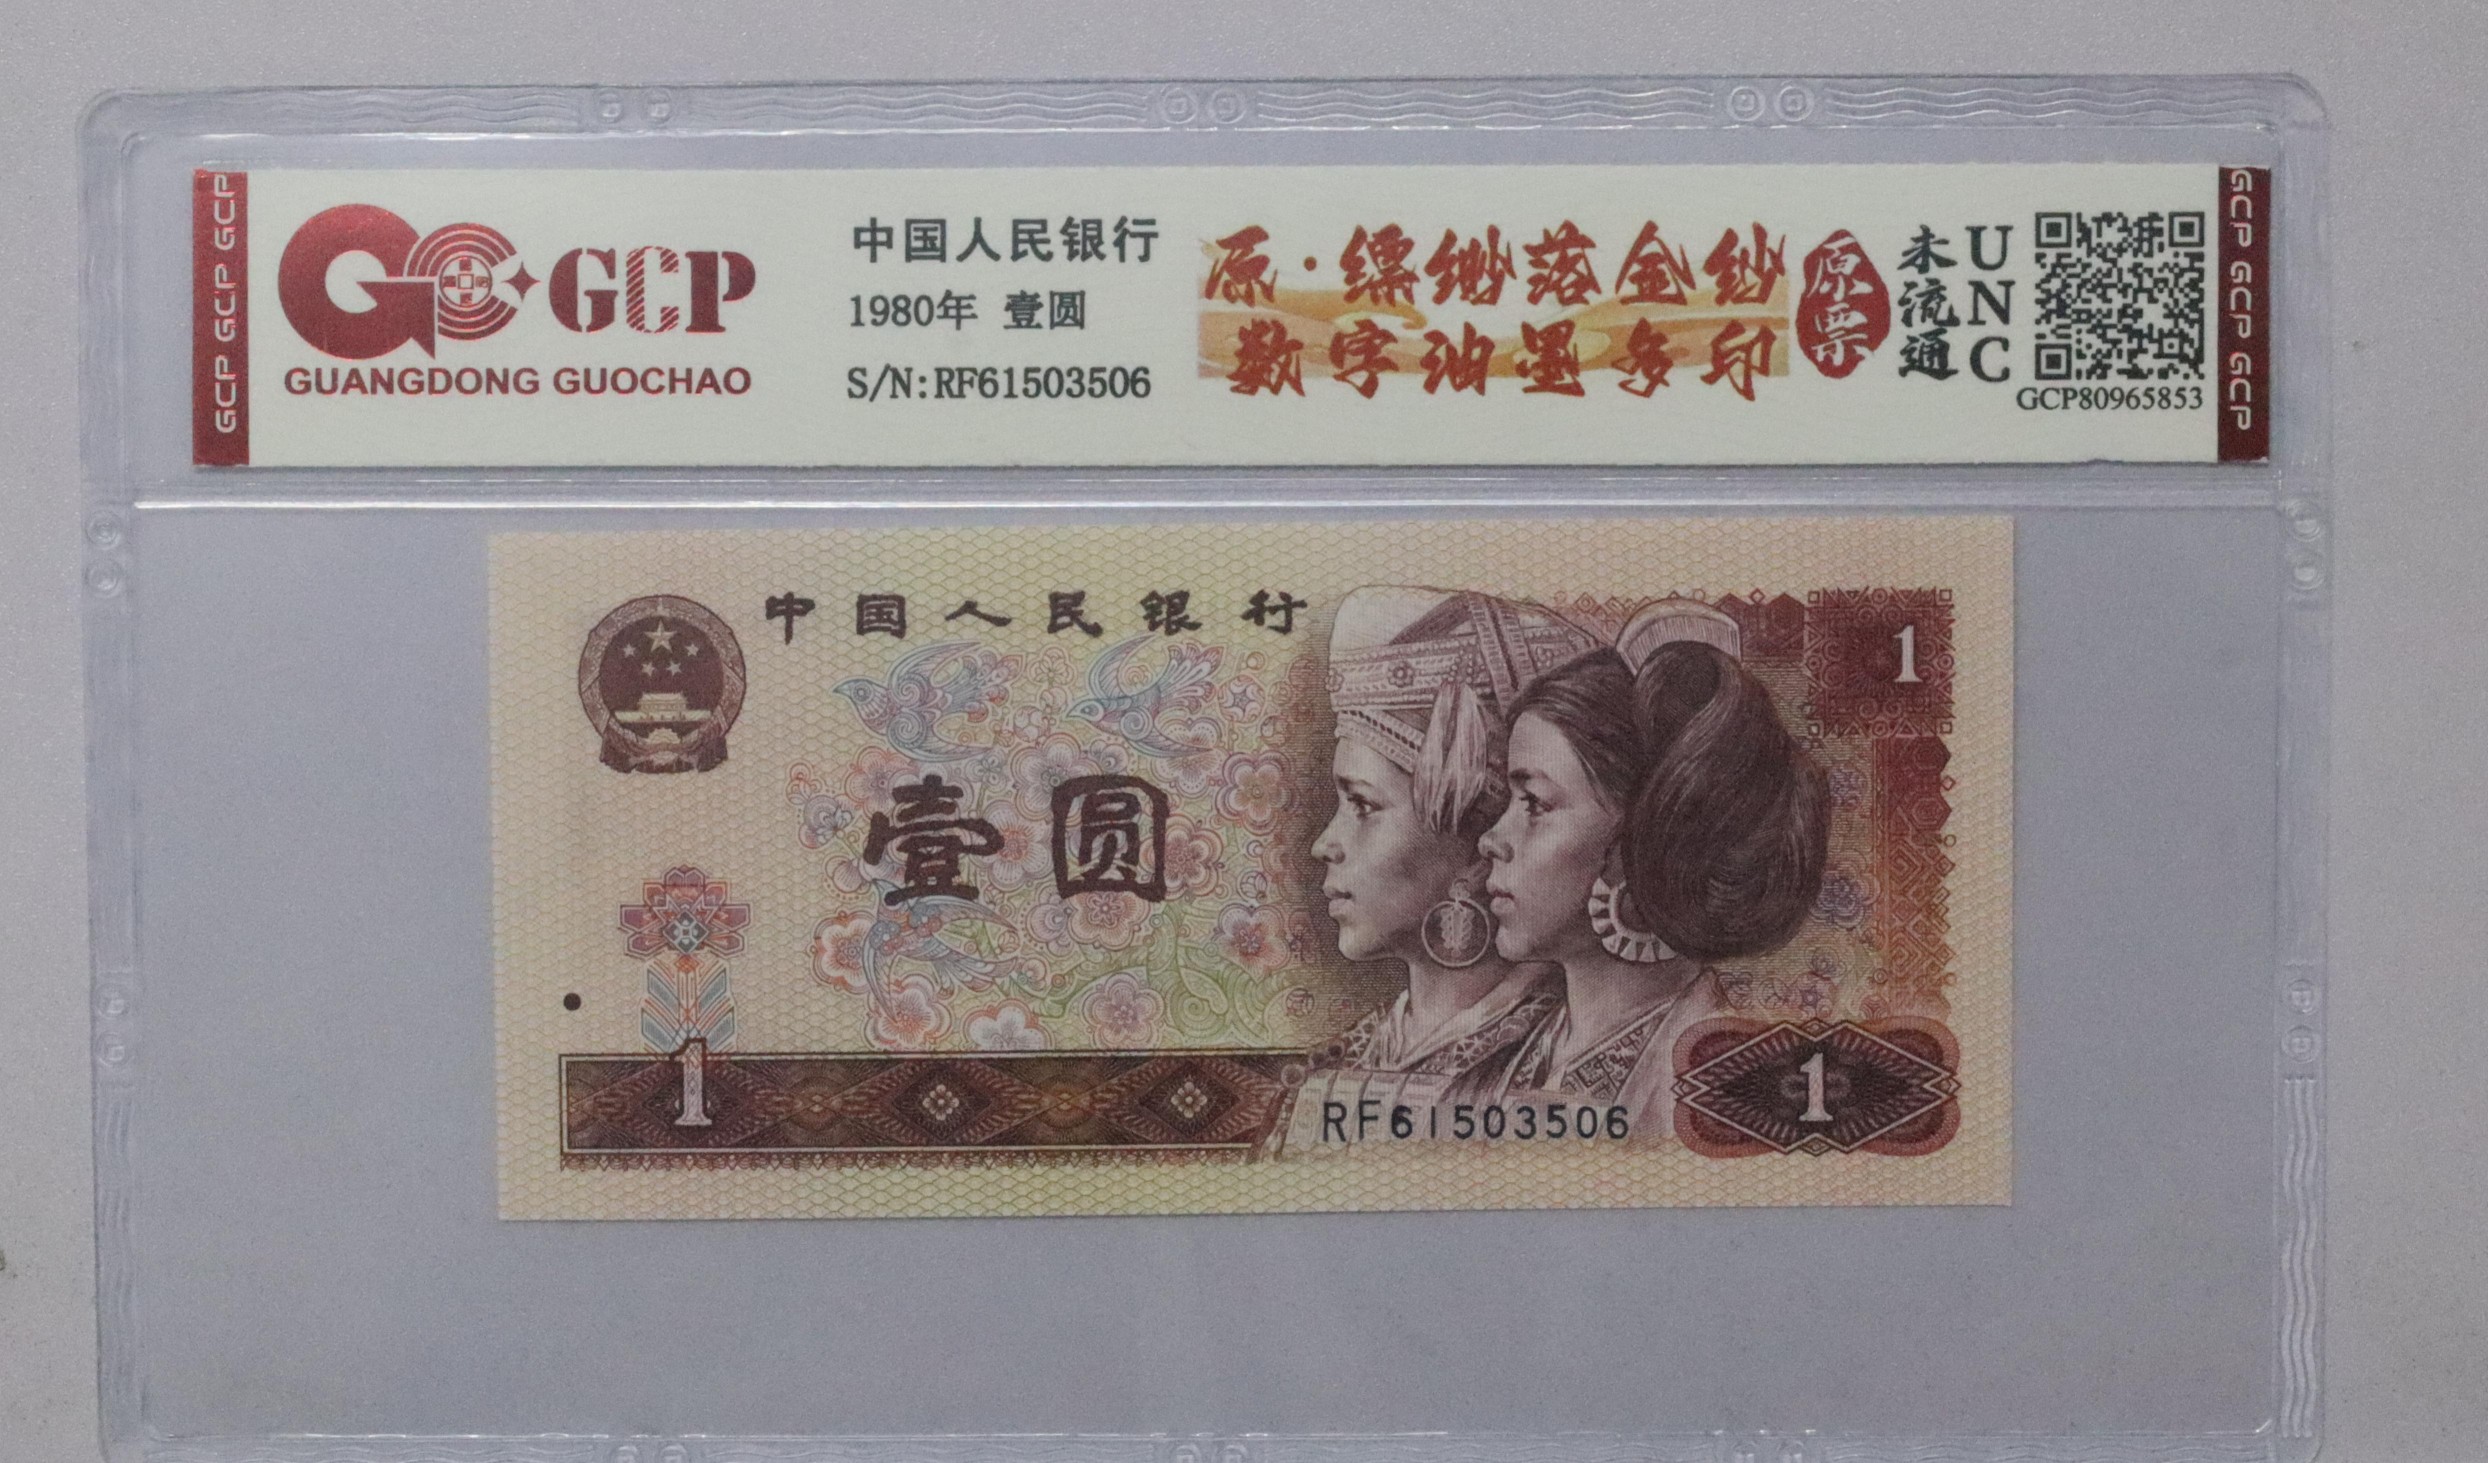 GCP GCP GCP
GCP
GUANGDONG GUOCHAO
中国人民银行
1980年 壹圆
S/N:RF61503506
原·缥缈落金纱
数字油墨多印
原票
未流通
UNC
GCP80965853
GCP GCP GCP
中国人民银行
1
壹圆
1
RF61503506
1